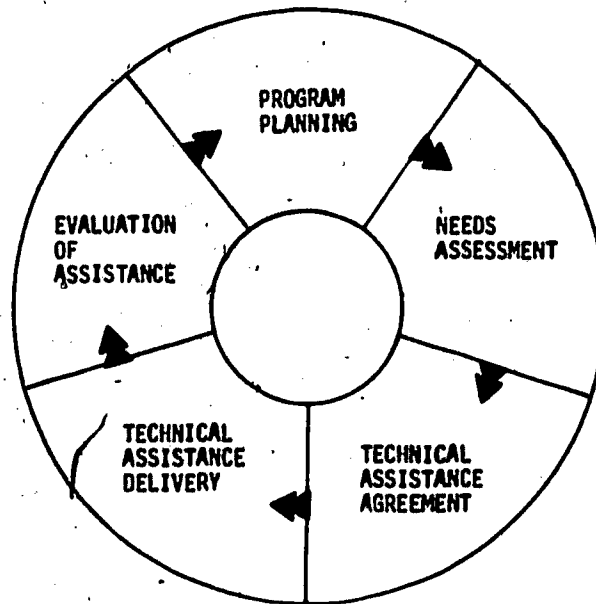 PROGRAM
PLANNING
NEEDS
ASSESSMENT
TECHNICAL
ASSISTANCE
AGREEMENT
TECHNICAL
ASSISTANCE
DELIVERY
EVALUATION
OF
ASSISTANCE